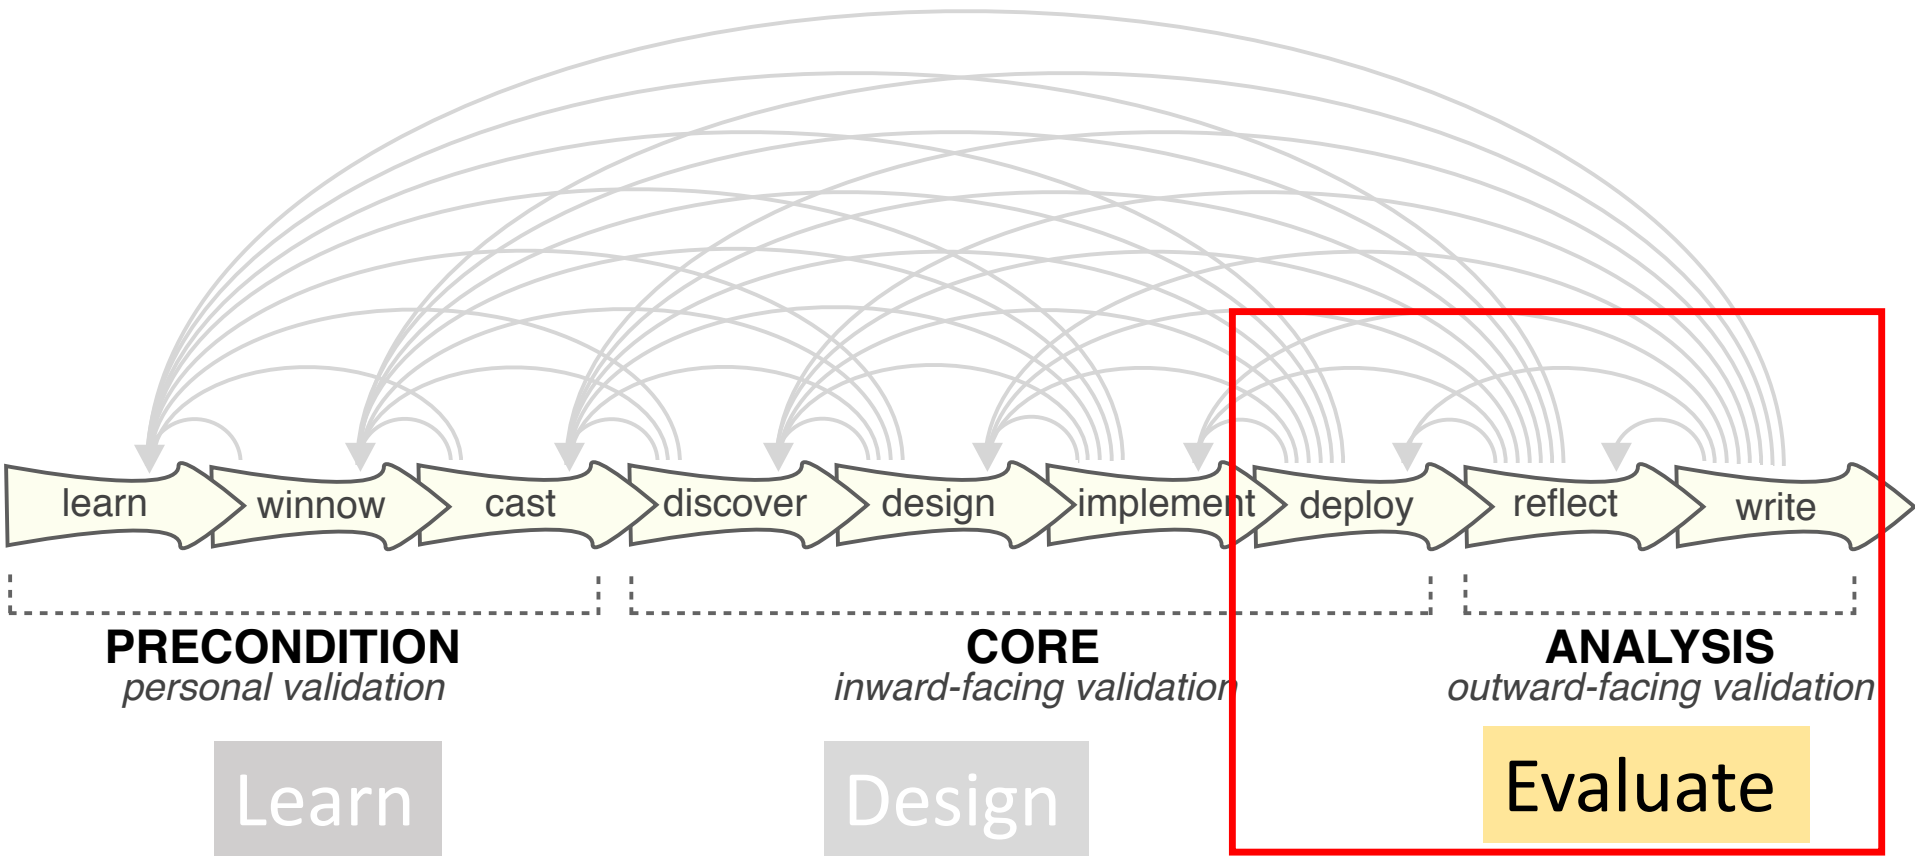 learn winnow cast discover design implement deploy reflect write
PRECONDITION CORE ANALYSIS
personal validation inward-facing validation outward-facing validation
Learn Design Evaluate